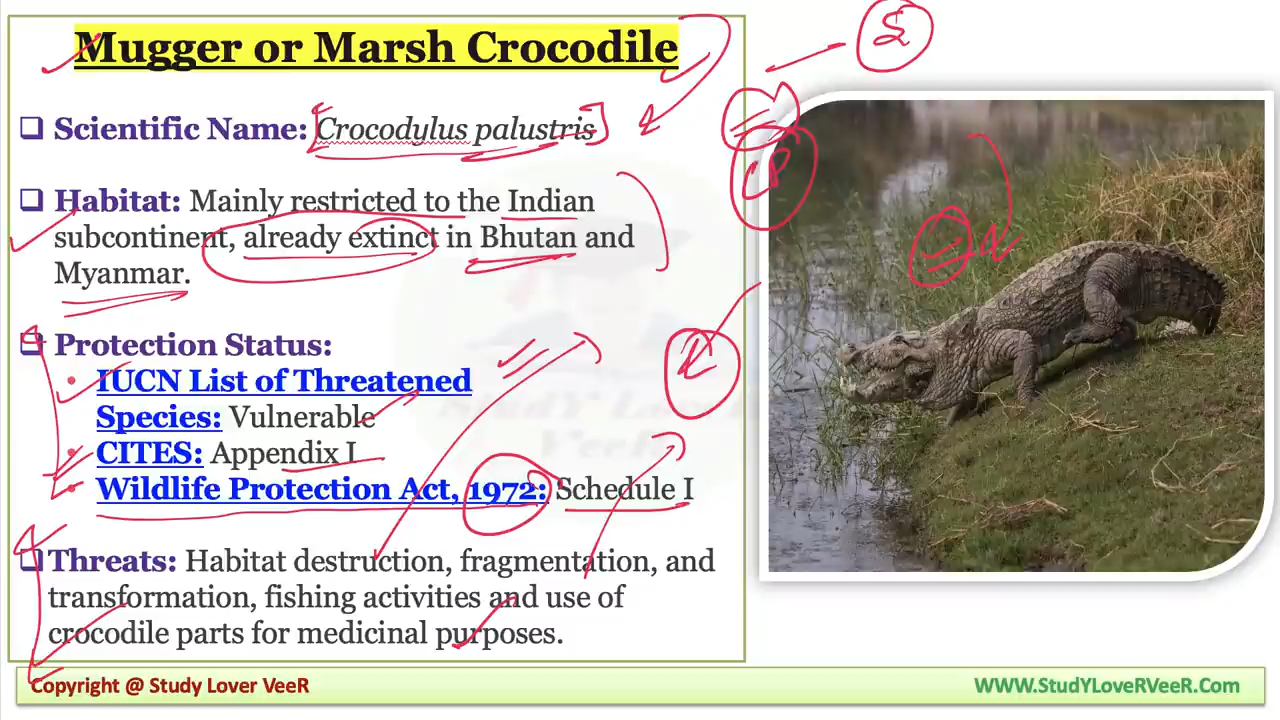 Mugger or Marsh Crocodile
❑ Scientific Name: Crocodylus palustris
❑ Habitat: Mainly restricted to the Indian
subcontinent, already extinct in Bhutan and
Myanmar.
❑ Protection Status:
• IUCN List of Threatened
Species: Vulnerable
• CITES: Appendix I
• Wildlife Protection Act, 1972: Schedule I
❑ Threats: Habitat destruction, fragmentation, and
transformation, fishing activities and use of
crocodile parts for medicinal purposes.
Copyright @ Study Lover VeeR
WWW.StuDYLoveRVeeR.Com